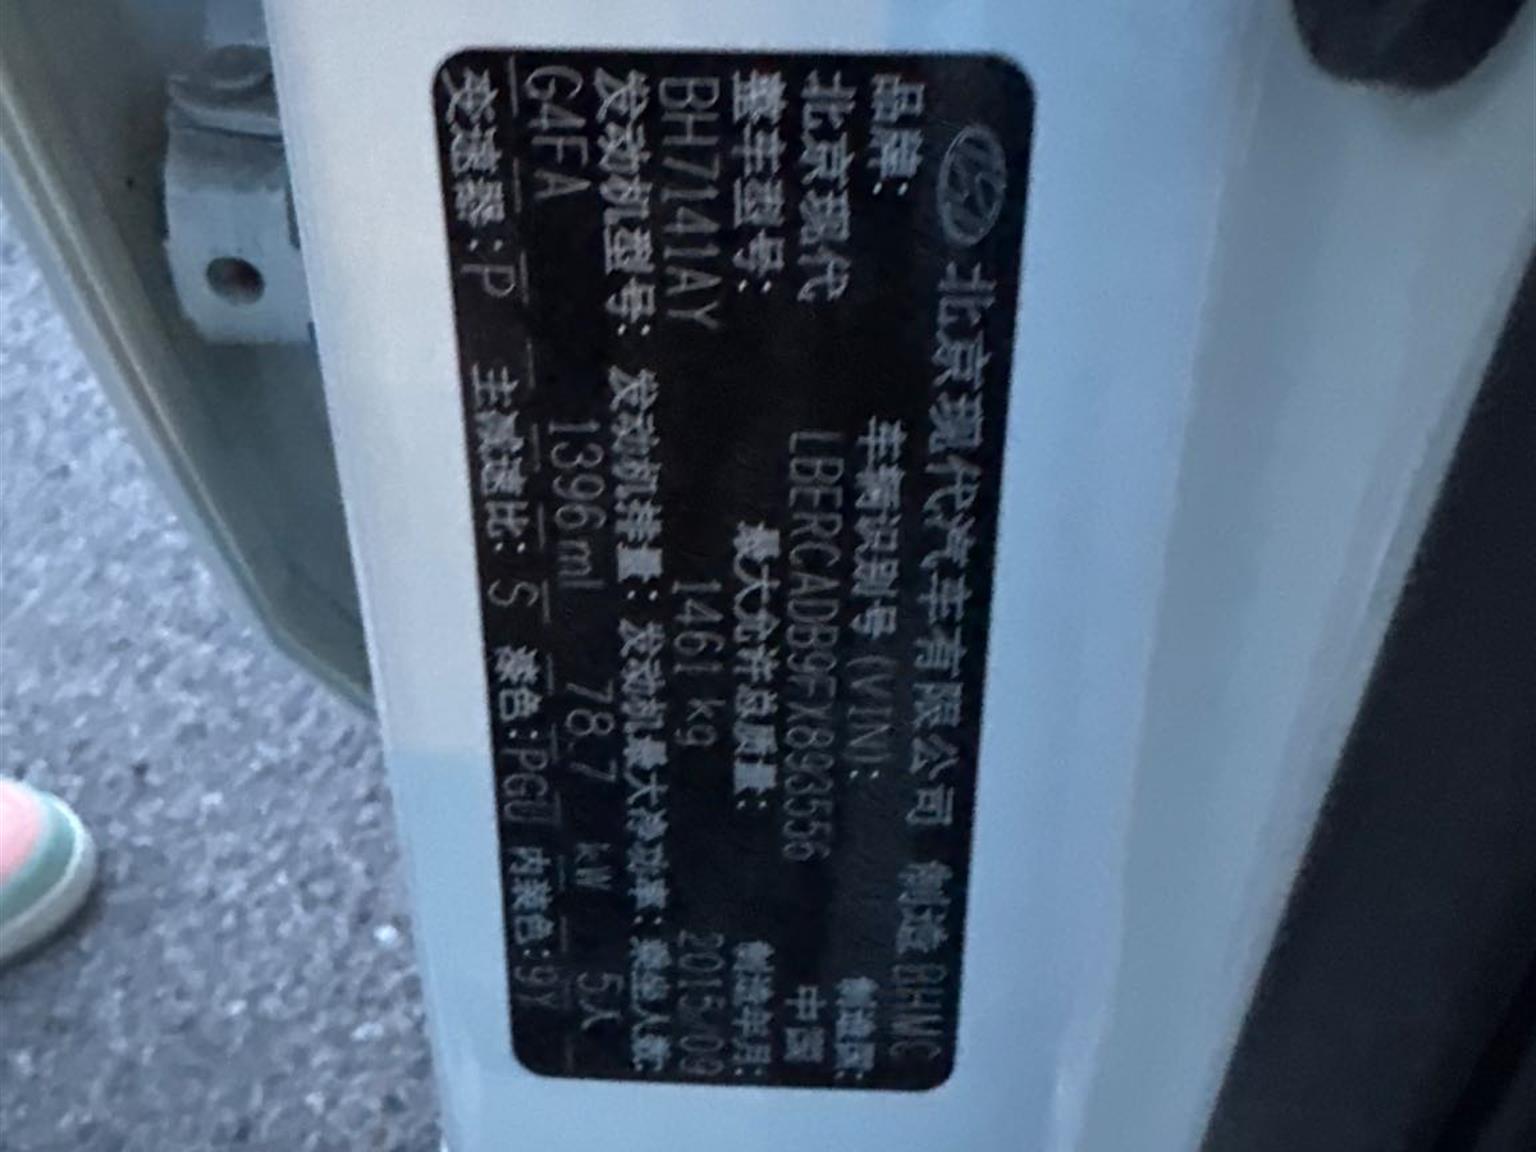 北京现代汽车有限公司 制造 BHMC
品牌: 车辆识别号 (VIN): 制造国:
北京现代 LBERCADB9FX893556 中国
整车型号: 最大允许总质量: 制造年月:
BH7141AY 1461 kg 2015/09
发动机型号: 发动机排量: 发动机最大净功率: 乘坐人数:
G4FA 1396ml 78.7 kW 5人
变速器:P 主减速比: S 漆色:PGU 内装色:9Y